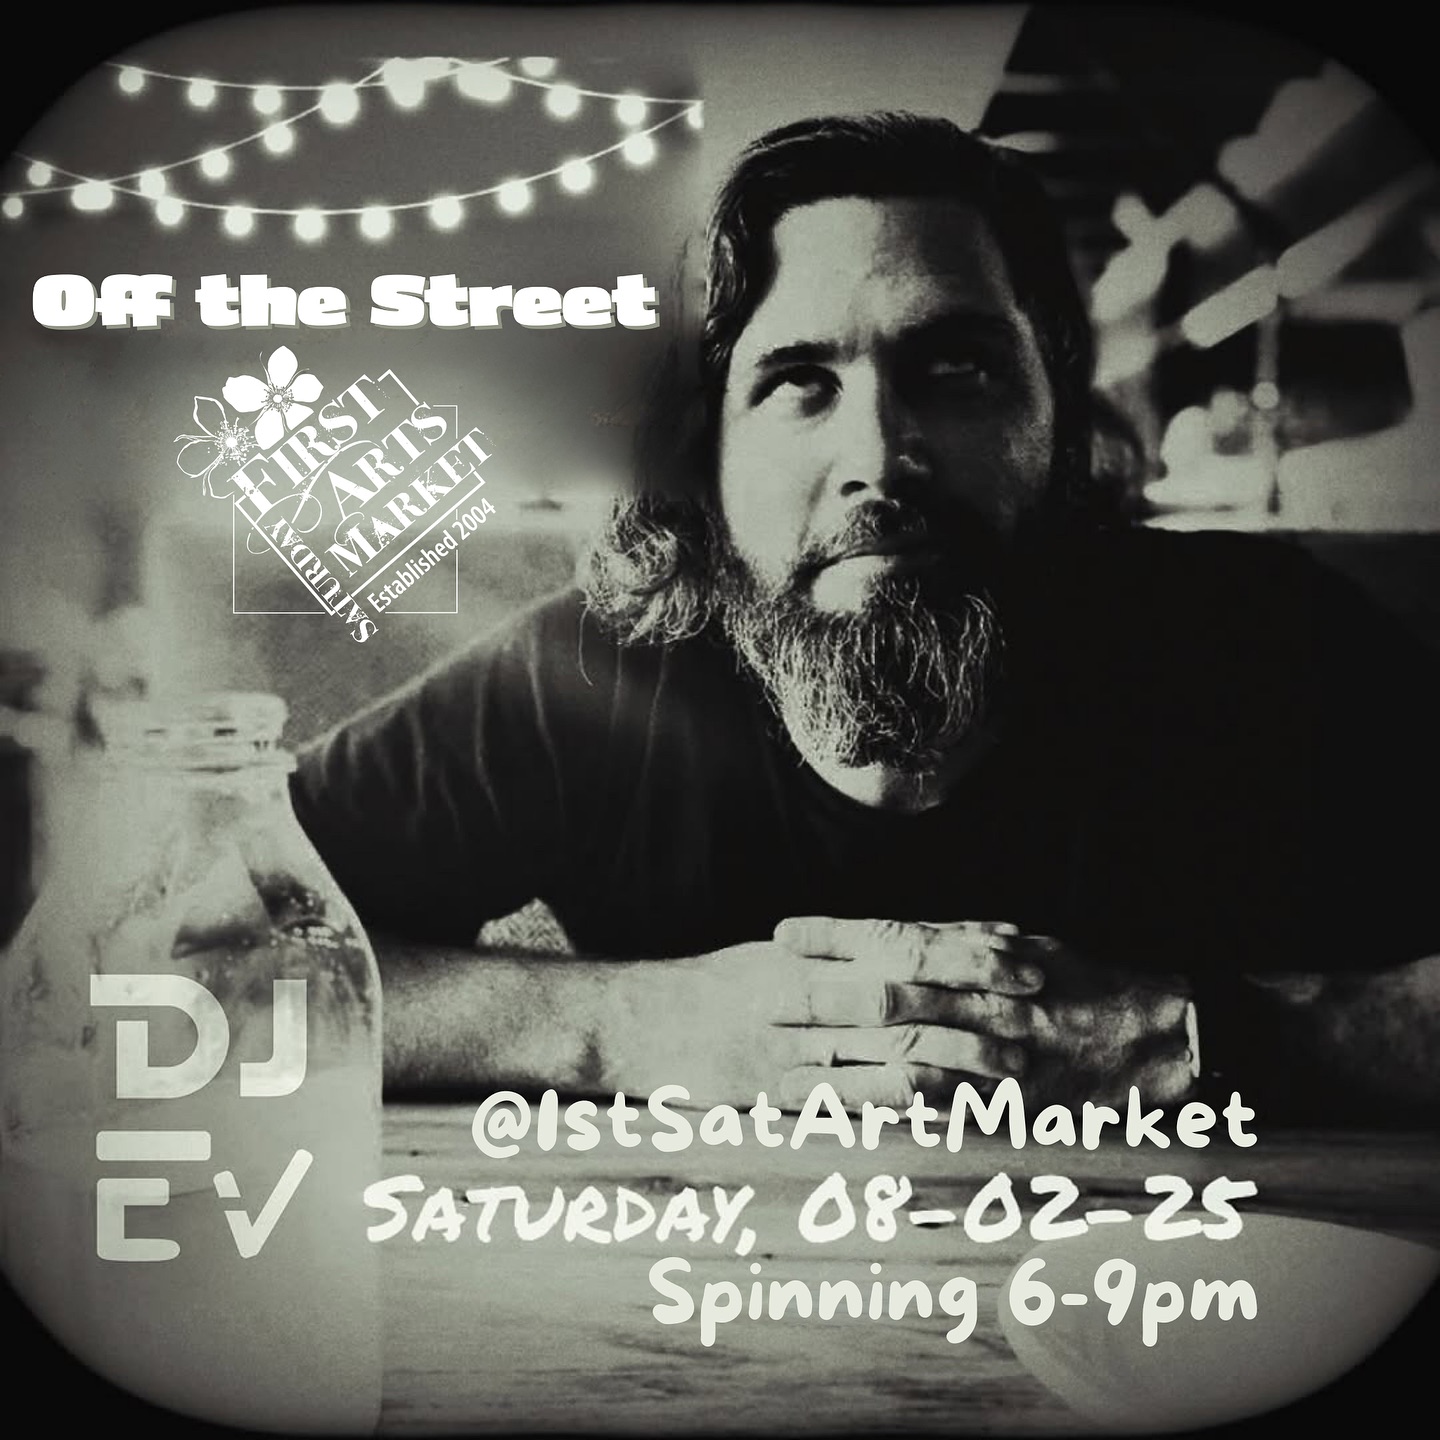 Off the Street
FIRST
ARTS
MARKET
SATURDAY
Established 2004
DJ
EV
@1stSatArtMarket
SATURDAY, 08-02-25
Spinning 6-9pm